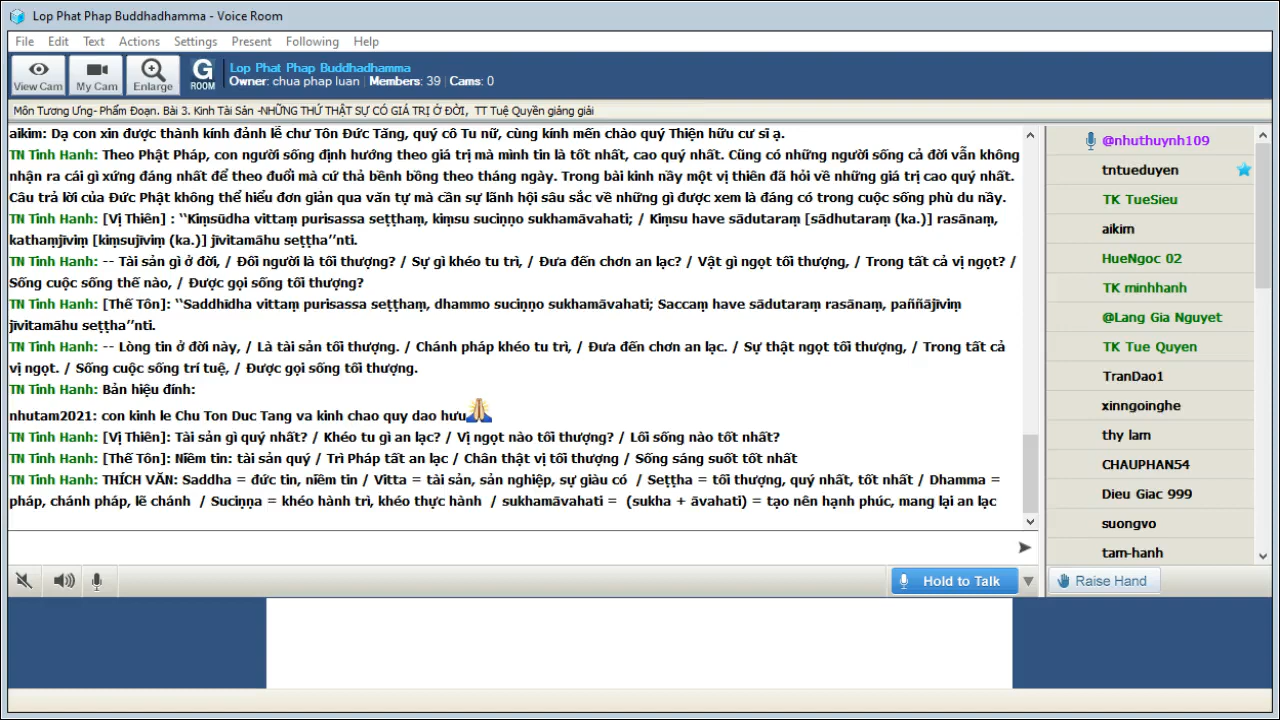 Lop Phat Phap Buddhadhamma - Voice Room
File Edit Text Actions Settings Present Following Help
View Cam My Cam Enlarge G ROOM
Lop Phat Phap Buddhadhamma
Owner: chua phap luan | Members: 39 | Cams: 0
Môn Tương Ưng- Phẩm Đoạn. Bài 3. Kinh Tài Sản -NHỮNG THỨ THẬT SỰ CÓ GIÁ TRỊ Ở ĐỜI, TT Tuệ Quyền giảng giải
aikim: Dạ con xin được thành kính đảnh lễ chư Tôn Đức Tăng, quý cô Tu nữ, cùng kính mến chào quý Thiện hữu cư sĩ ạ.
TN Tinh Hanh: Theo Phật Pháp, con người sống định hướng theo giá trị mà mình tin là tốt nhất, cao quý nhất. Cũng có những người sống cả đời vẫn không
nhận ra cái gì xứng đáng nhất để theo đuổi mà cứ thả bềnh bồng theo tháng ngày. Trong bài kinh nầy một vị thiên đã hỏi về những giá trị cao quý nhất.
Câu trả lời của Đức Phật không thể hiểu đơn giản qua văn tự mà cần sự lãnh hội sâu sắc về những gì được xem là đáng có trong cuộc sống phù du nầy.
TN Tinh Hanh: [Vị Thiên] : ‘‘Kiṃsūdha vittaṃ purisassa seṭṭhaṃ, kiṃsu suciṇṇo sukhamāvahati; / Kiṃsu have sādutaraṃ [sādhutaraṃ (ka.)] rasānaṃ,
kathaṃjīviṃ [kiṃsujīviṃ (ka.)] jīvitamāhu seṭṭha’’nti.
TN Tinh Hanh: -- Tài sản gì ở đời, / Đối người là tối thượng? / Sự gì khéo tu trì, / Đưa đến chơn an lạc? / Vật gì ngọt tối thượng, / Trong tất cả vị ngọt? /
Sống cuộc sống thế nào, / Được gọi sống tối thượng?
TN Tinh Hanh: [Thế Tôn]: ‘‘Saddhīdha vittaṃ purisassa seṭṭhaṃ, dhammo suciṇṇo sukhamāvahati; Saccaṃ have sādutaraṃ rasānaṃ, paññājīviṃ
jīvitamāhu seṭṭha’’nti.
TN Tinh Hanh: -- Lòng tin ở đời này, / Là tài sản tối thượng. / Chánh pháp khéo tu trì, / Đưa đến chơn an lạc. / Sự thật ngọt tối thượng, / Trong tất cả
vị ngọt. / Sống cuộc sống trí tuệ, / Được gọi sống tối thượng.
TN Tinh Hanh: Bản hiệu đính:
nhutam2021: con kinh le Chu Ton Duc Tang va kinh chao quy dao hưu
TN Tinh Hanh: [Vị Thiên]: Tài sản gì quý nhất? / Khéo tu gì an lạc? / Vị ngọt nào tối thượng? / Lối sống nào tốt nhất?
TN Tinh Hanh: [Thế Tôn]: Niềm tin: tài sản quý / Trì Pháp tất an lạc / Chân thật vị tối thượng / Sống sáng suốt tốt nhất
TN Tinh Hanh: THÍCH VĂN: Saddha = đức tin, niềm tin / Vitta = tài sản, sản nghiệp, sự giàu có / Seṭṭha = tối thượng, quý nhất, tốt nhất / Dhamma =
pháp, chánh pháp, lẽ chánh / Suciṇṇa = khéo hành trì, khéo thực hành / sukhamāvahati = (sukha + āvahati) = tạo nên hạnh phúc, mang lại an lạc
@nhuthuynh109
tntueduyen
TK TueSieu
aikim
HueNgoc 02
TK minhhanh
@Lang Gia Nguyet
TK Tue Quyen
TranDao1
xinngoinghe
thy lam
CHAUPHAN54
Dieu Giac 999
suongvo
tam-hanh
Hold to Talk
Raise Hand